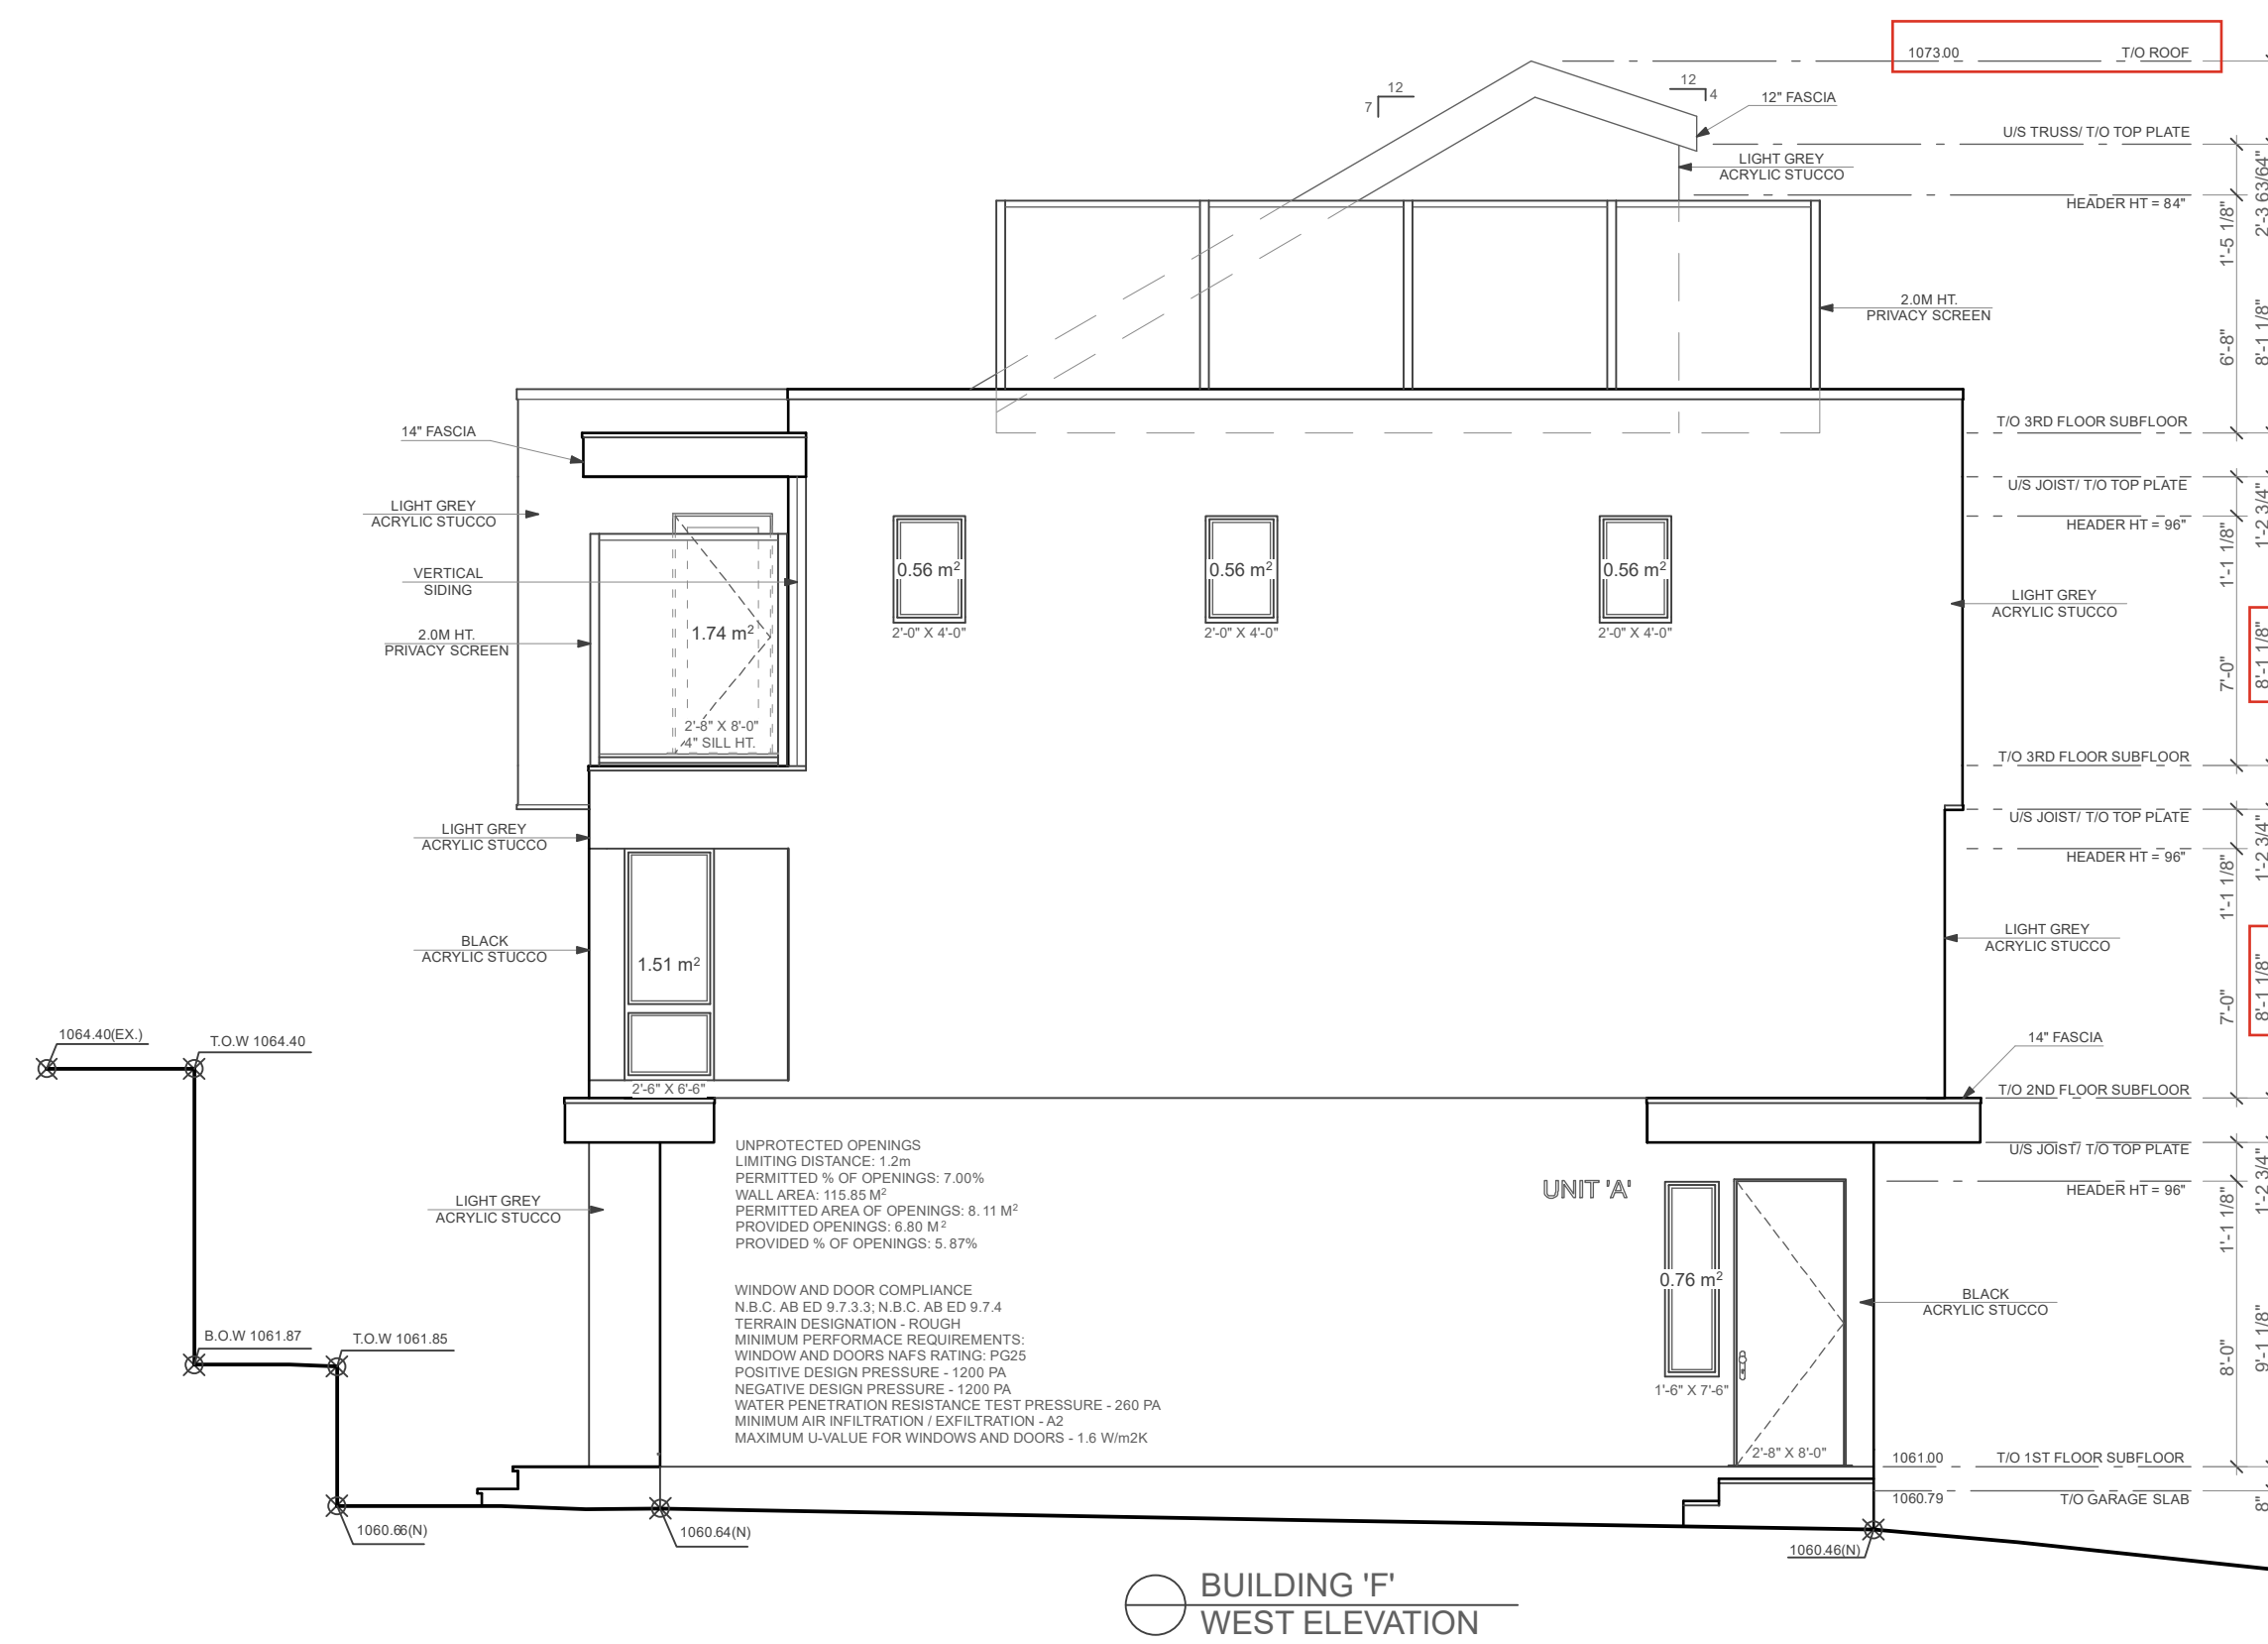 1073.00 T/O ROOF
12
7
12
4
12" FASCIA
U/S TRUSS/ T/O TOP PLATE
LIGHT GREY
ACRYLIC STUCCO
HEADER HT = 84"
2'-3 63/64"
1'-5 1/8"
2.0M HT.
PRIVACY SCREEN
6'-8"
8'-1 1/8"
14" FASCIA
T/O 3RD FLOOR SUBFLOOR
U/S JOIST/ T/O TOP PLATE
1'-2 3/4"
LIGHT GREY
ACRYLIC STUCCO
HEADER HT = 96"
1'-1 1/8"
0.56 m²
0.56 m²
0.56 m²
VERTICAL
SIDING
LIGHT GREY
ACRYLIC STUCCO
2.0M HT.
PRIVACY SCREEN
1.74 m²
2'-0" X 4'-0"
2'-0" X 4'-0"
2'-0" X 4'-0"
7'-0"
8'-1 1/8"
2'-8" X 8'-0"
4" SILL HT.
T/O 3RD FLOOR SUBFLOOR
U/S JOIST/ T/O TOP PLATE
1'-2 3/4"
LIGHT GREY
ACRYLIC STUCCO
HEADER HT = 96"
1'-1 1/8"
BLACK
ACRYLIC STUCCO
1.51 m²
LIGHT GREY
ACRYLIC STUCCO
7'-0"
8'-1 1/8"
1064.40(EX.)
T.O.W 1064.40
14" FASCIA
2'-6" X 6'-6"
T/O 2ND FLOOR SUBFLOOR
UNPROTECTED OPENINGS
LIMITING DISTANCE: 1.2m
PERMITTED % OF OPENINGS: 7.00%
WALL AREA: 115.85 M²
PERMITTED AREA OF OPENINGS: 8.11 M²
PROVIDED OPENINGS: 6.80 M²
PROVIDED % OF OPENINGS: 5.87%
U/S JOIST/ T/O TOP PLATE
1'-2 3/4"
UNIT 'A'
HEADER HT = 96"
1'-1 1/8"
LIGHT GREY
ACRYLIC STUCCO
WINDOW AND DOOR COMPLIANCE
N.B.C. AB ED 9.7.3.3; N.B.C. AB ED 9.7.4
TERRAIN DESIGNATION - ROUGH
MINIMUM PERFORMACE REQUIREMENTS:
WINDOW AND DOORS NAFS RATING: PG25
POSITIVE DESIGN PRESSURE - 1200 PA
NEGATIVE DESIGN PRESSURE - 1200 PA
WATER PENETRATION RESISTANCE TEST PRESSURE - 260 PA
MINIMUM AIR INFILTRATION / EXFILTRATION - A2
MAXIMUM U-VALUE FOR WINDOWS AND DOORS - 1.6 W/m2K
0.76 m²
BLACK
ACRYLIC STUCCO
B.O.W 1061.87
T.O.W 1061.85
8'-0"
9'-1 1/8"
1'-6" X 7'-6"
2'-8" X 8'-0"
1061.00 T/O 1ST FLOOR SUBFLOOR
1060.79 T/O GARAGE SLAB
8"
1060.66(N)
1060.64(N)
1060.46(N)
BUILDING 'F'
WEST ELEVATION